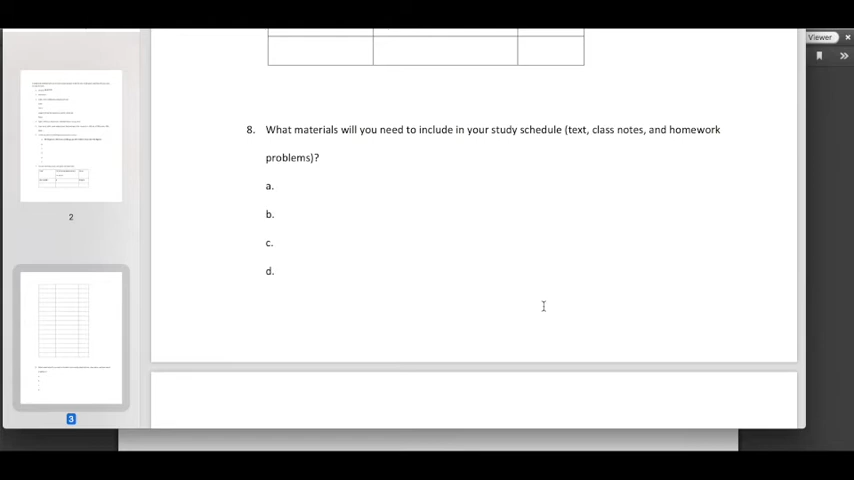 Viewer
8. What materials will you need to include in your study schedule (text, class notes, and homework
problems)?
a.
b.
c.
d.
2
3